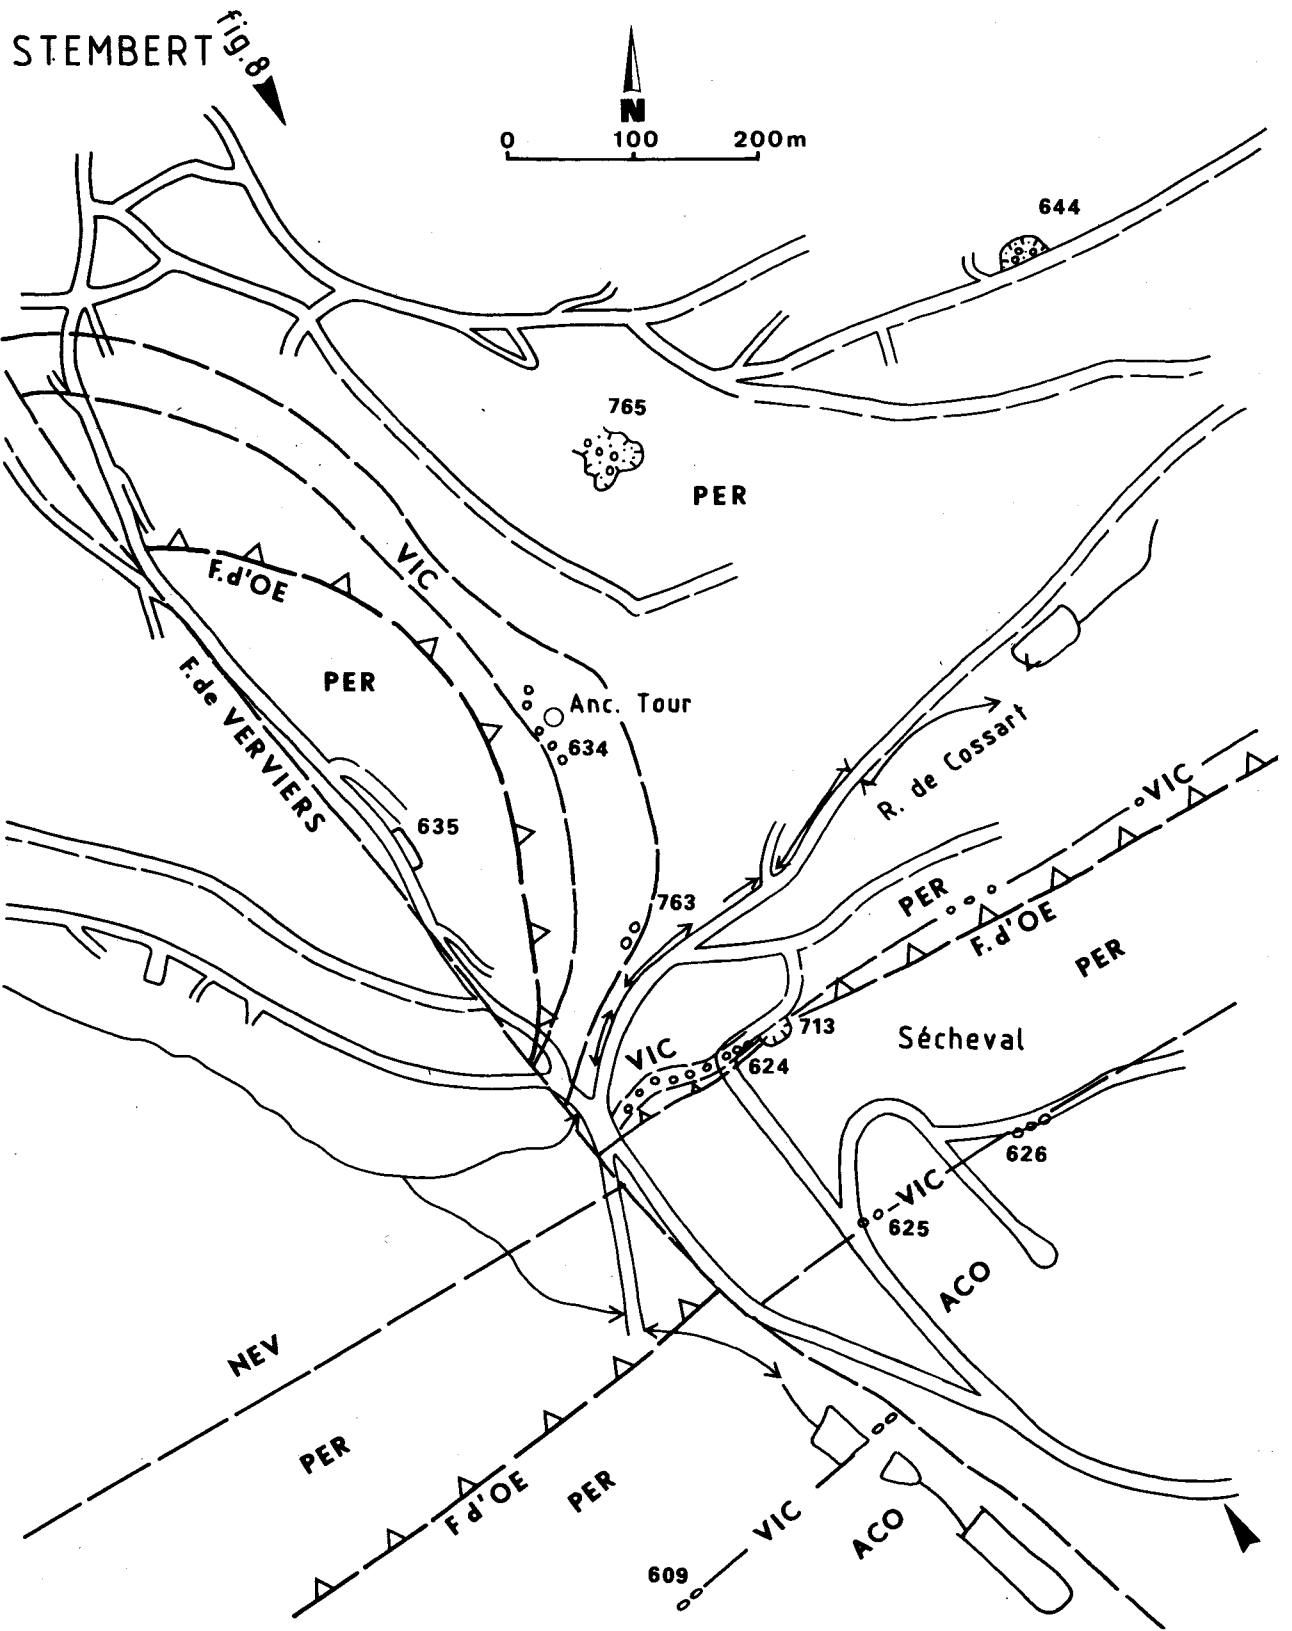 STEMBERT
fig.8
N
0 100 200m
644
765
PER
VIC
F.d'OE
PER
F.de VERVIERS
Anc. Tour
634
635
R. de Cossart
VIC
763
PER
F.d'OE
PER
713
Sécheval
VIC
624
626
VIC
625
ACO
NEV
PER
F d'OE
PER
VIC
ACO
609